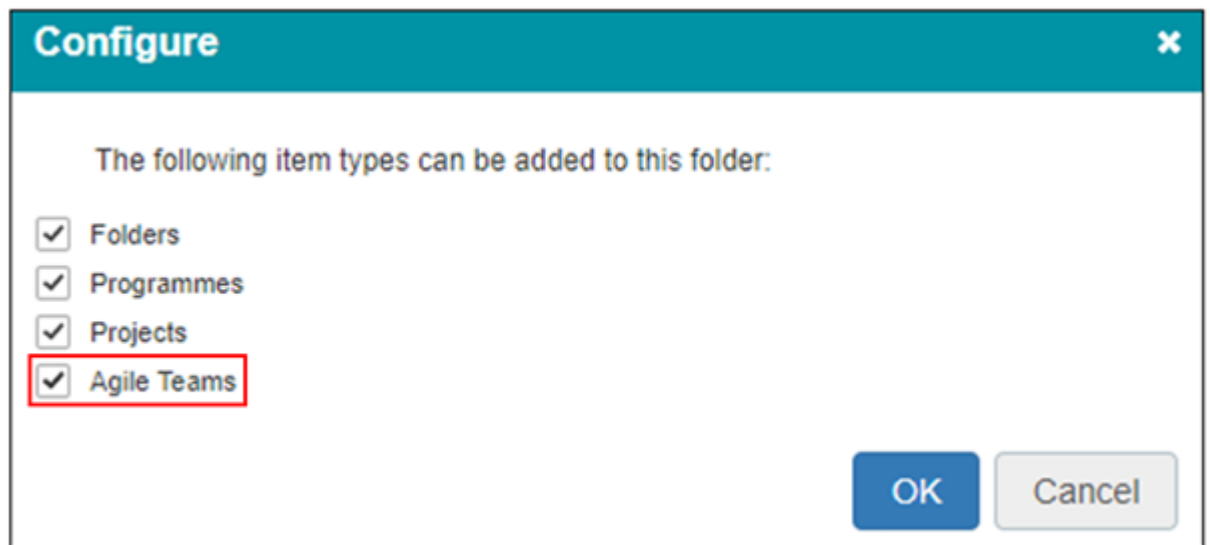 Configure
The following item types can be added to this folder:
Folders
Programmes
Projects
Agile Teams
OK Cancel